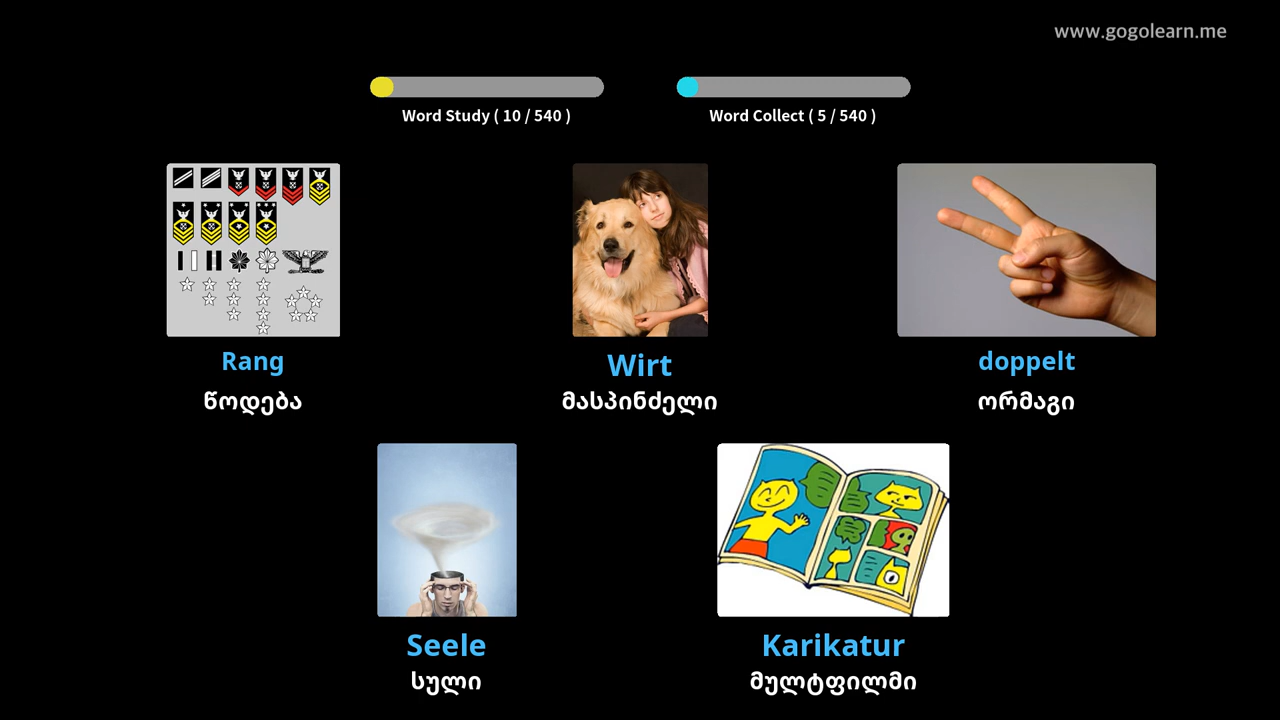 www.gogolearn.me
Word Study ( 10 / 540 )
Word Collect ( 5 / 540 )
Rang
წოდება
Wirt
მასპინძელი
doppelt
ორმაგი
Seele
სული
Karikatur
მულტფილმი